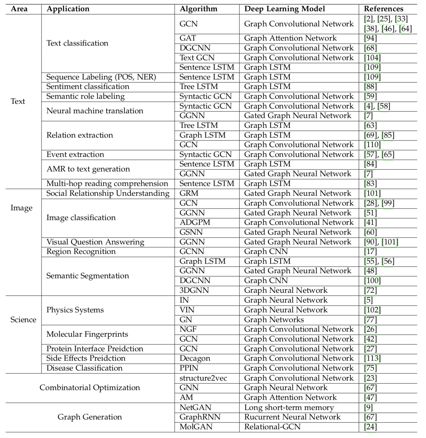 Area Application Algorithm Deep Learning Model References
Text Text classification GCN Graph Convolutional Network [2], [25], [33]
[38], [46], [64]
GAT Graph Attention Network [94]
DGCNN Graph Convolutional Network [68]
Text GCN Graph Convolutional Network [104]
Sentence LSTM Graph LSTM [109]
Sequence Labeling (POS, NER) Sentence LSTM Graph LSTM [109]
Sentiment classification Tree LSTM Graph LSTM [88]
Semantic role labeling Syntactic GCN Graph Convolutional Network [59]
Neural machine translation Syntactic GCN Graph Convolutional Network [4], [58]
GGNN Gated Graph Neural Network [7]
Relation extraction Tree LSTM Graph LSTM [63]
Graph LSTM Graph LSTM [69], [85]
GCN Graph Convolutional Network [110]
Event extraction Syntactic GCN Graph Convolutional Network [57], [65]
AMR to text generation Sentence LSTM Graph LSTM [84]
GGNN Gated Graph Neural Network [7]
Multi-hop reading comprehension Sentence LSTM Graph LSTM [83]
Image Social Relationship Understanding GRM Gated Graph Neural Network [101]
Image classification GCN Graph Convolutional Network [28], [99]
GGNN Gated Graph Neural Network [51]
ADGPM Graph Convolutional Network [41]
GSNN Gated Graph Neural Network [60]
Visual Question Answering GGNN Gated Graph Neural Network [90], [101]
Region Recognition GCNN Graph CNN [17]
Semantic Segmentation Graph LSTM Graph LSTM [55], [56]
GGNN Gated Graph Neural Network [48]
DGCNN Graph CNN [100]
3DGNN Graph Neural Network [72]
Science Physics Systems IN Graph Neural Network [5]
VIN Graph Neural Network [102]
GN Graph Networks [77]
Molecular Fingerprints NGF Graph Convolutional Network [26]
GCN Graph Convolutional Network [42]
Protein Interface Preidction GCN Graph Convolutional Network [27]
Side Effects Preidction Decagon Graph Convolutional Network [113]
Disease Classification PPIN Graph Convolutional Network [75]
Combinatorial Optimization structure2vec Graph Convolutional Network [23]
GNN Graph Neural Network [67]
AM Graph Attention Network [47]
Graph Generation NetGAN Long short-term memory [9]
GraphRNN Rucurrent Neural Network [67]
MolGAN Relational-GCN [24]